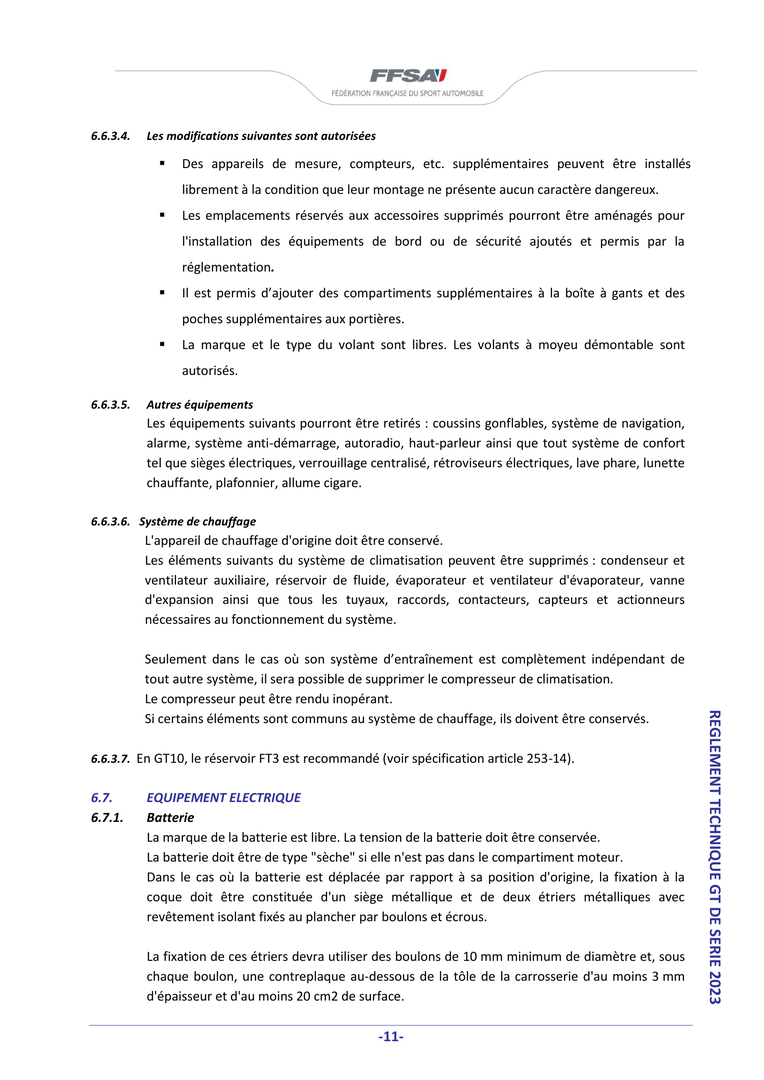 FFSA
FÉDÉRATION FRANÇAISE DU SPORT AUTOMOBILE
6.6.3.4. Les modifications suivantes sont autorisées
▪ Des appareils de mesure, compteurs, etc. supplémentaires peuvent être installés
librement à la condition que leur montage ne présente aucun caractère dangereux.
▪ Les emplacements réservés aux accessoires supprimés pourront être aménagés pour
l'installation des équipements de bord ou de sécurité ajoutés et permis par la
réglementation.
▪ Il est permis d’ajouter des compartiments supplémentaires à la boîte à gants et des
poches supplémentaires aux portières.
▪ La marque et le type du volant sont libres. Les volants à moyeu démontable sont
autorisés.
6.6.3.5. Autres équipements
Les équipements suivants pourront être retirés : coussins gonflables, système de navigation,
alarme, système anti-démarrage, autoradio, haut-parleur ainsi que tout système de confort
tel que sièges électriques, verrouillage centralisé, rétroviseurs électriques, lave phare, lunette
chauffante, plafonnier, allume cigare.
6.6.3.6. Système de chauffage
L'appareil de chauffage d'origine doit être conservé.
Les éléments suivants du système de climatisation peuvent être supprimés : condenseur et
ventilateur auxiliaire, réservoir de fluide, évaporateur et ventilateur d'évaporateur, vanne
d'expansion ainsi que tous les tuyaux, raccords, contacteurs, capteurs et actionneurs
nécessaires au fonctionnement du système.
Seulement dans le cas où son système d’entraînement est complètement indépendant de
tout autre système, il sera possible de supprimer le compresseur de climatisation.
Le compresseur peut être rendu inopérant.
Si certains éléments sont communs au système de chauffage, ils doivent être conservés.
6.6.3.7. En GT10, le réservoir FT3 est recommandé (voir spécification article 253-14).
6.7. EQUIPEMENT ELECTRIQUE
6.7.1. Batterie
La marque de la batterie est libre. La tension de la batterie doit être conservée.
La batterie doit être de type "sèche" si elle n'est pas dans le compartiment moteur.
Dans le cas où la batterie est déplacée par rapport à sa position d'origine, la fixation à la
coque doit être constituée d'un siège métallique et de deux étriers métalliques avec
revêtement isolant fixés au plancher par boulons et écrous.
La fixation de ces étriers devra utiliser des boulons de 10 mm minimum de diamètre et, sous
chaque boulon, une contreplaque au-dessous de la tôle de la carrosserie d'au moins 3 mm
d'épaisseur et d'au moins 20 cm2 de surface.
REGLEMENT TECHNIQUE GT DE SERIE 2023
-11-